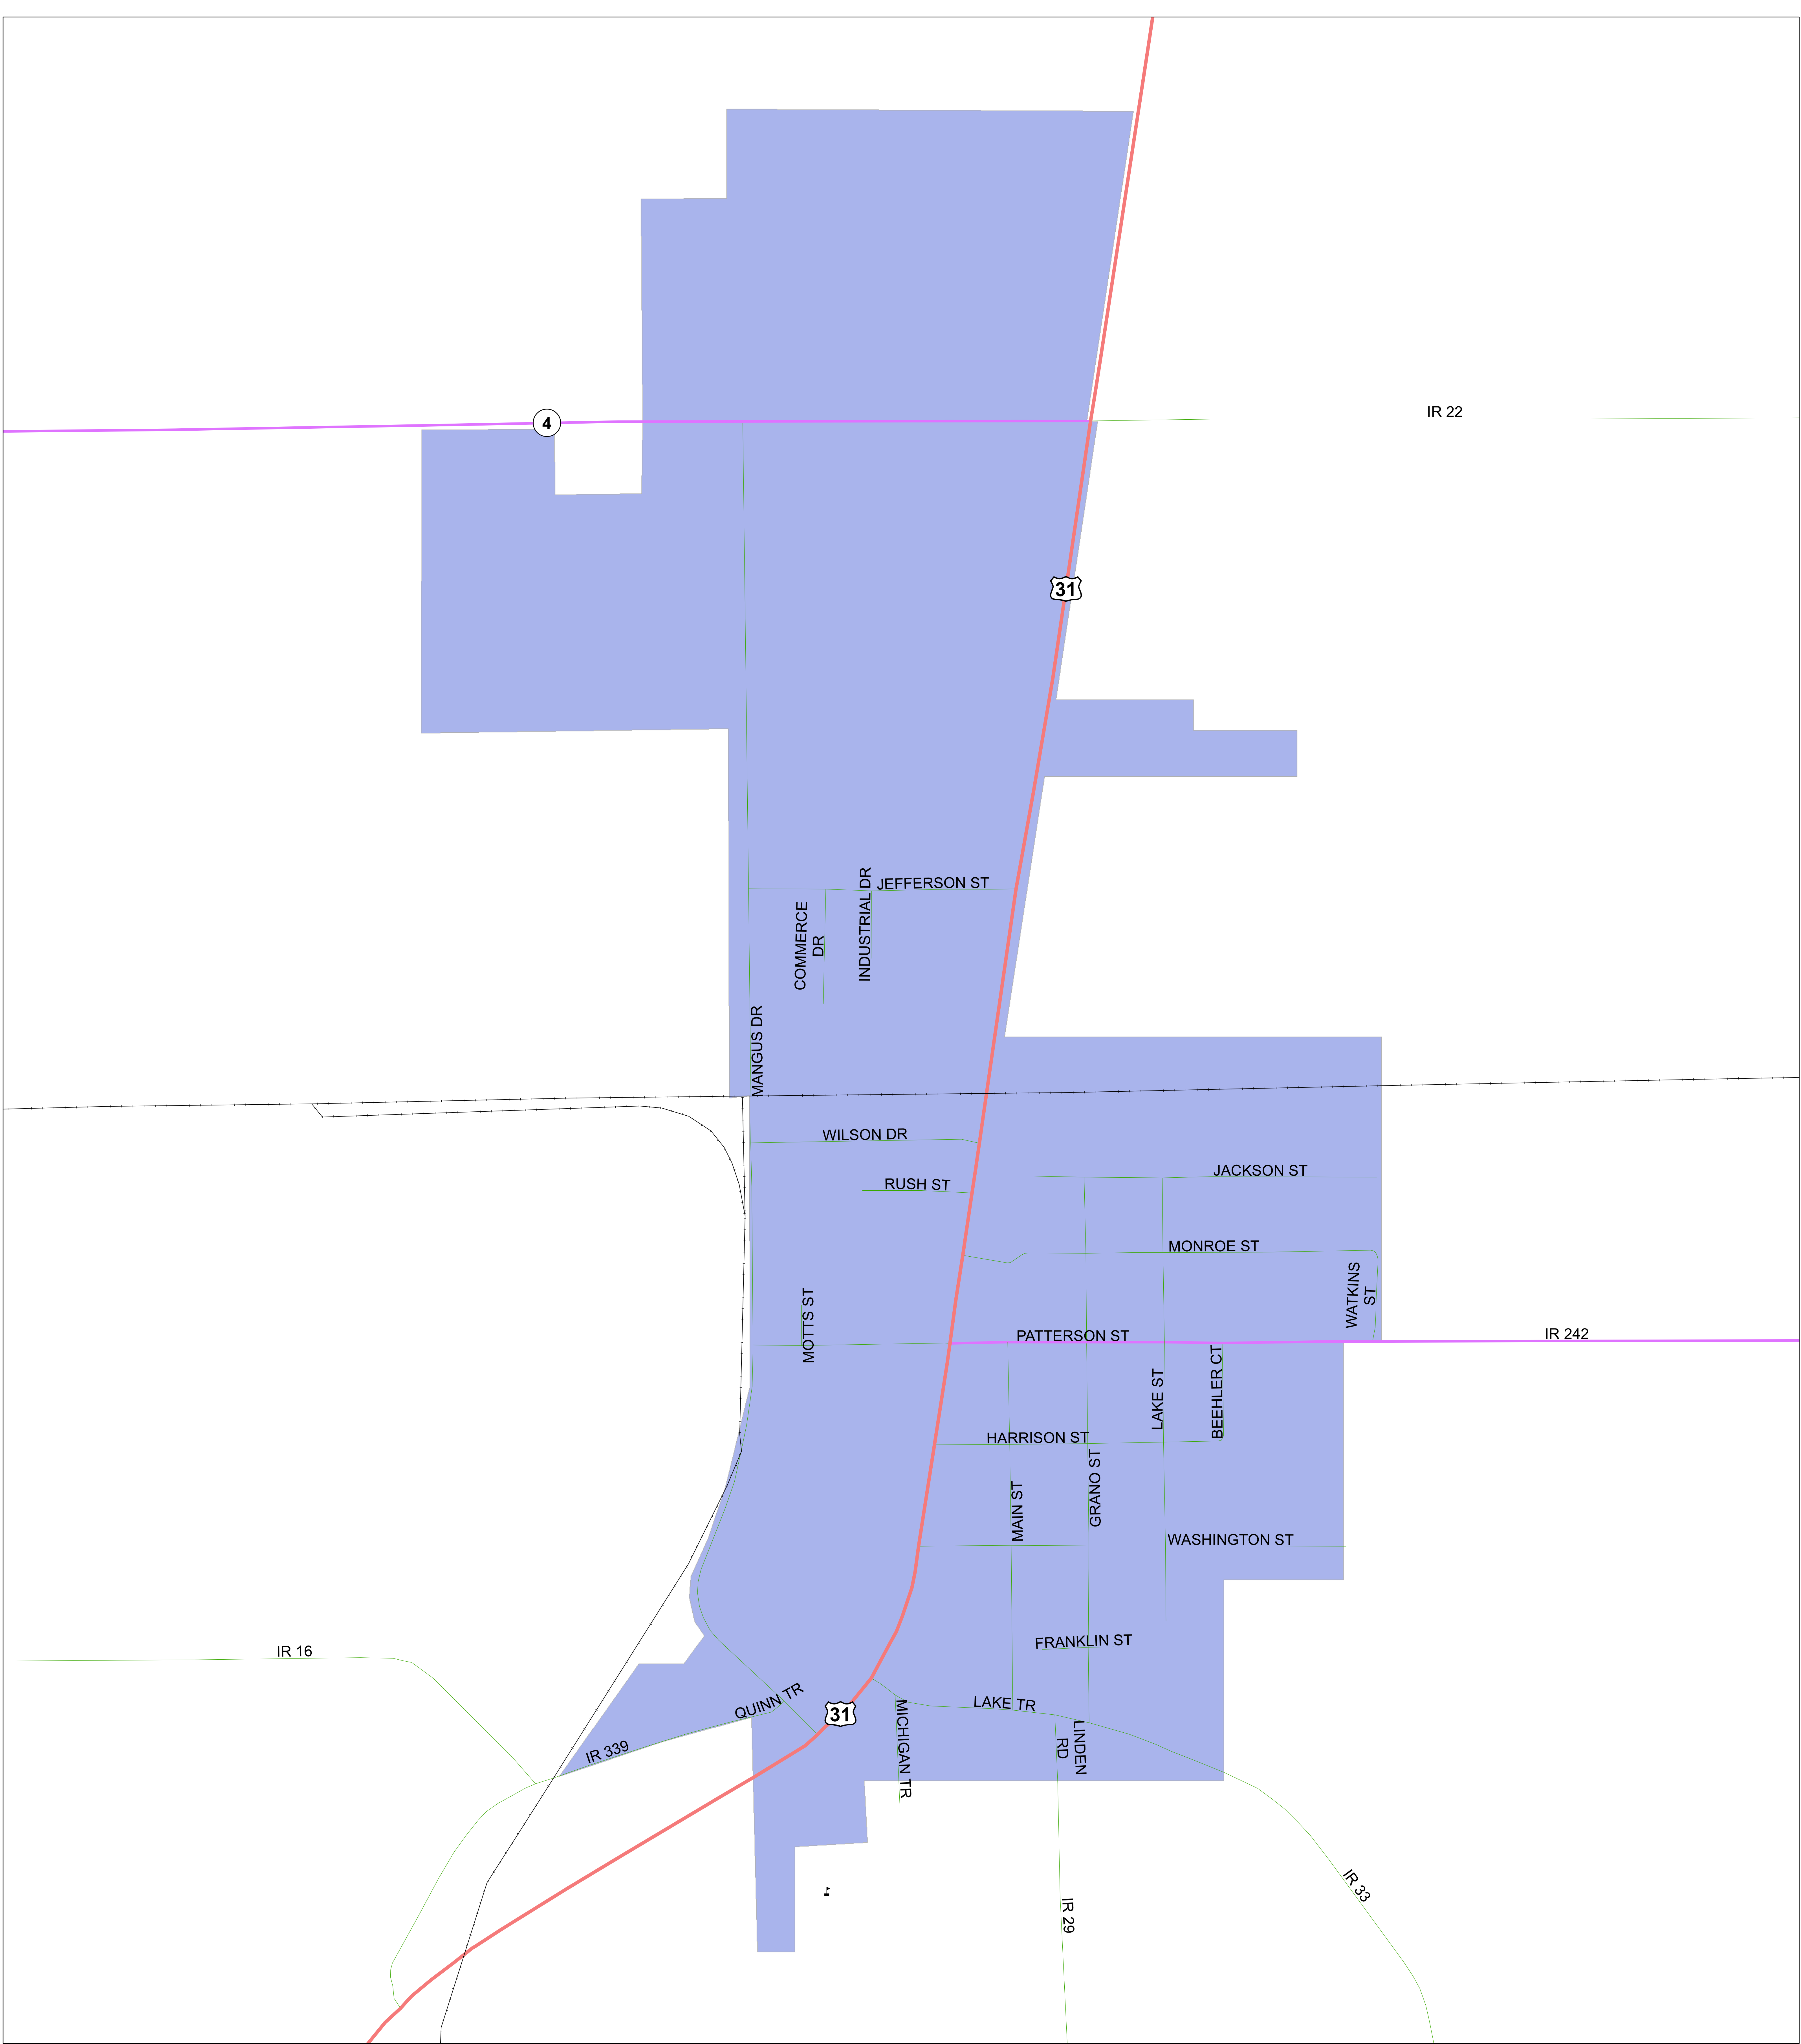 IR 22
4
31
JEFFERSON ST
INDUSTRIAL DR
COMMERCE
DR
MANGUS DR
WILSON DR
JACKSON ST
RUSH ST
MONROE ST
WATKINS
ST
MOTTS ST
PATTERSON ST
IR 242
LAKE ST
BEEHLER CT
HARRISON ST
GRANO ST
MAIN ST
WASHINGTON ST
FRANKLIN ST
IR 16
QUINN TR
LAKE TR
31
MICHIGAN TR
LINDEN
RD
IR 339
IR 33
IR 29